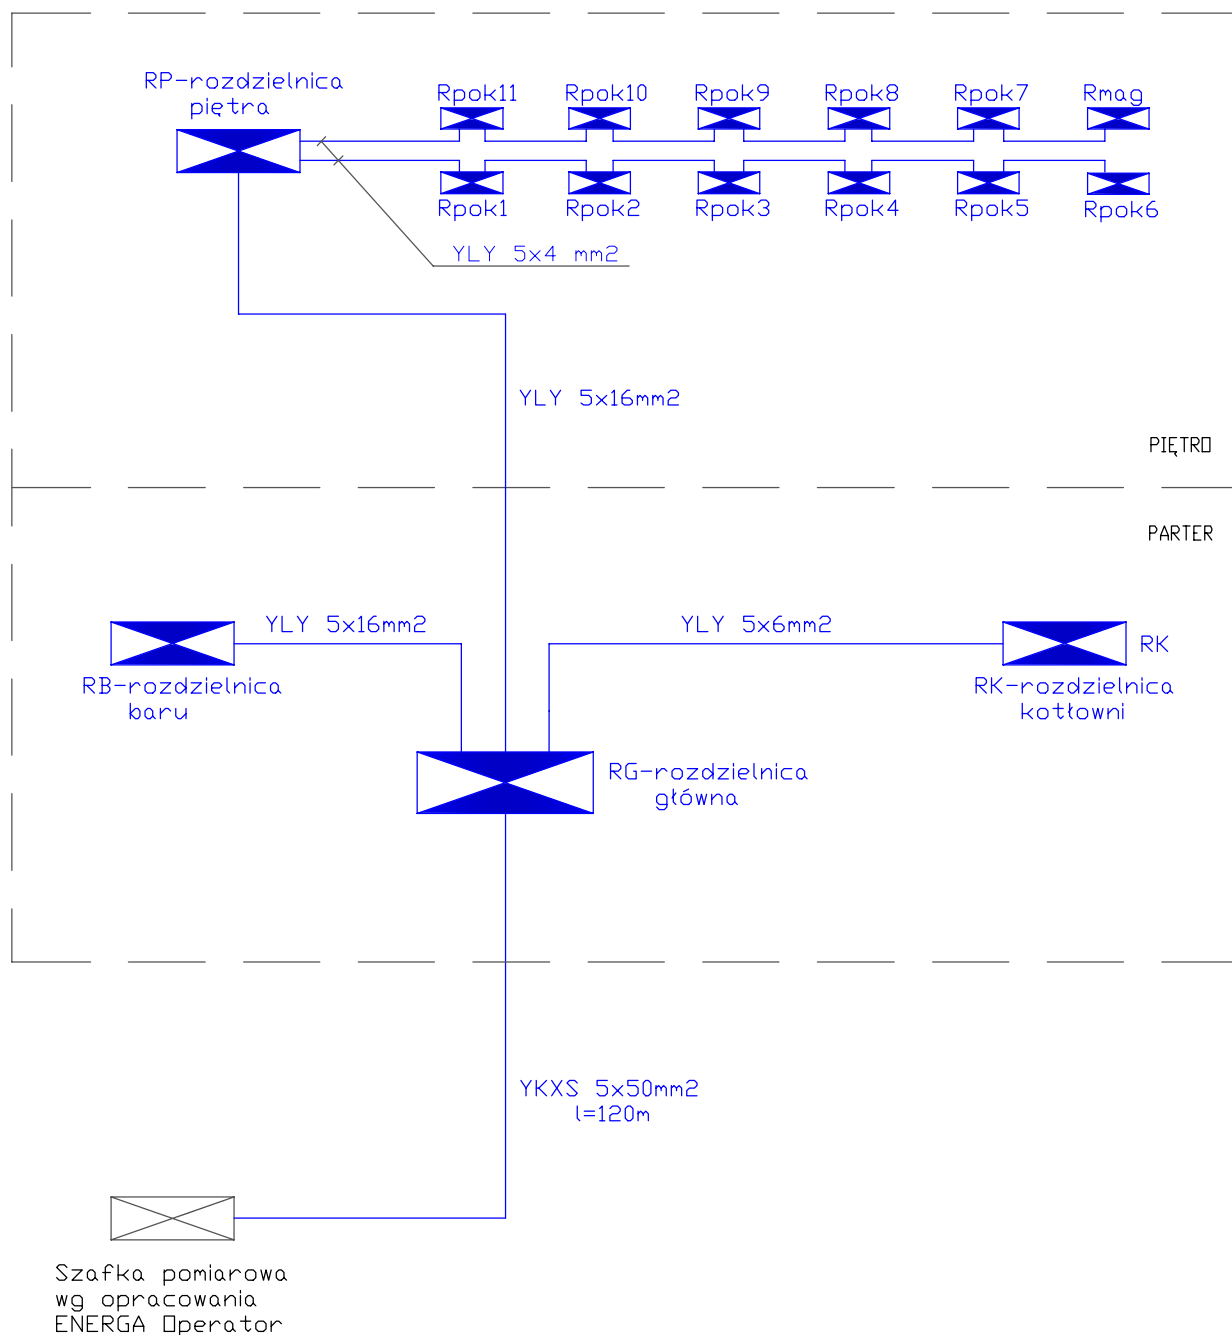 RP-rozdzielnica
piętra
Rpok11 Rpok10 Rpok9 Rpok8 Rpok7 Rmag
Rpok1 Rpok2 Rpok3 Rpok4 Rpok5 Rpok6
YLY 5x4 mm2
YLY 5x16mm2
PIĘTRO
PARTER
YLY 5x16mm2
YLY 5x6mm2
RK
RB-rozdzielnica
baru
RK-rozdzielnica
kotłowni
RG-rozdzielnica
główna
YKXS 5x50mm2
l=120m
Szafka pomiarowa
wg opracowania
ENERGA Operator